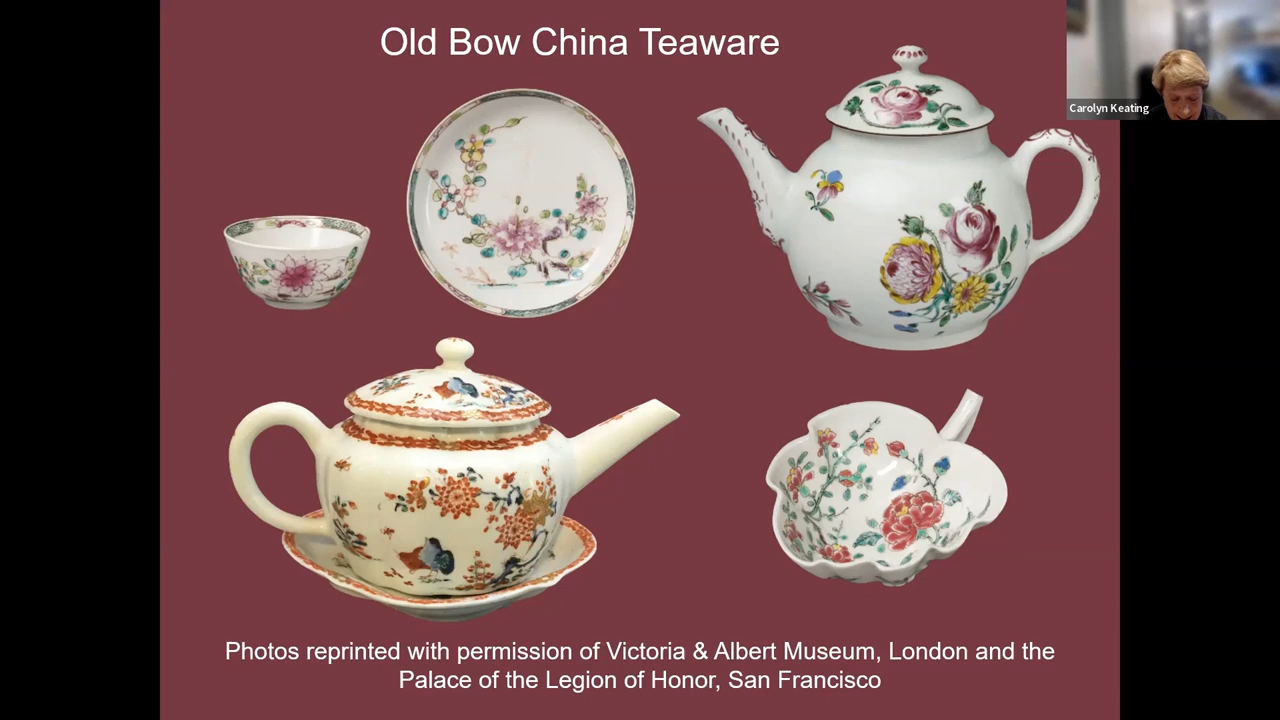 Old Bow China Teaware
Carolyn Keating
Photos reprinted with permission of Victoria & Albert Museum, London and the
Palace of the Legion of Honor, San Francisco